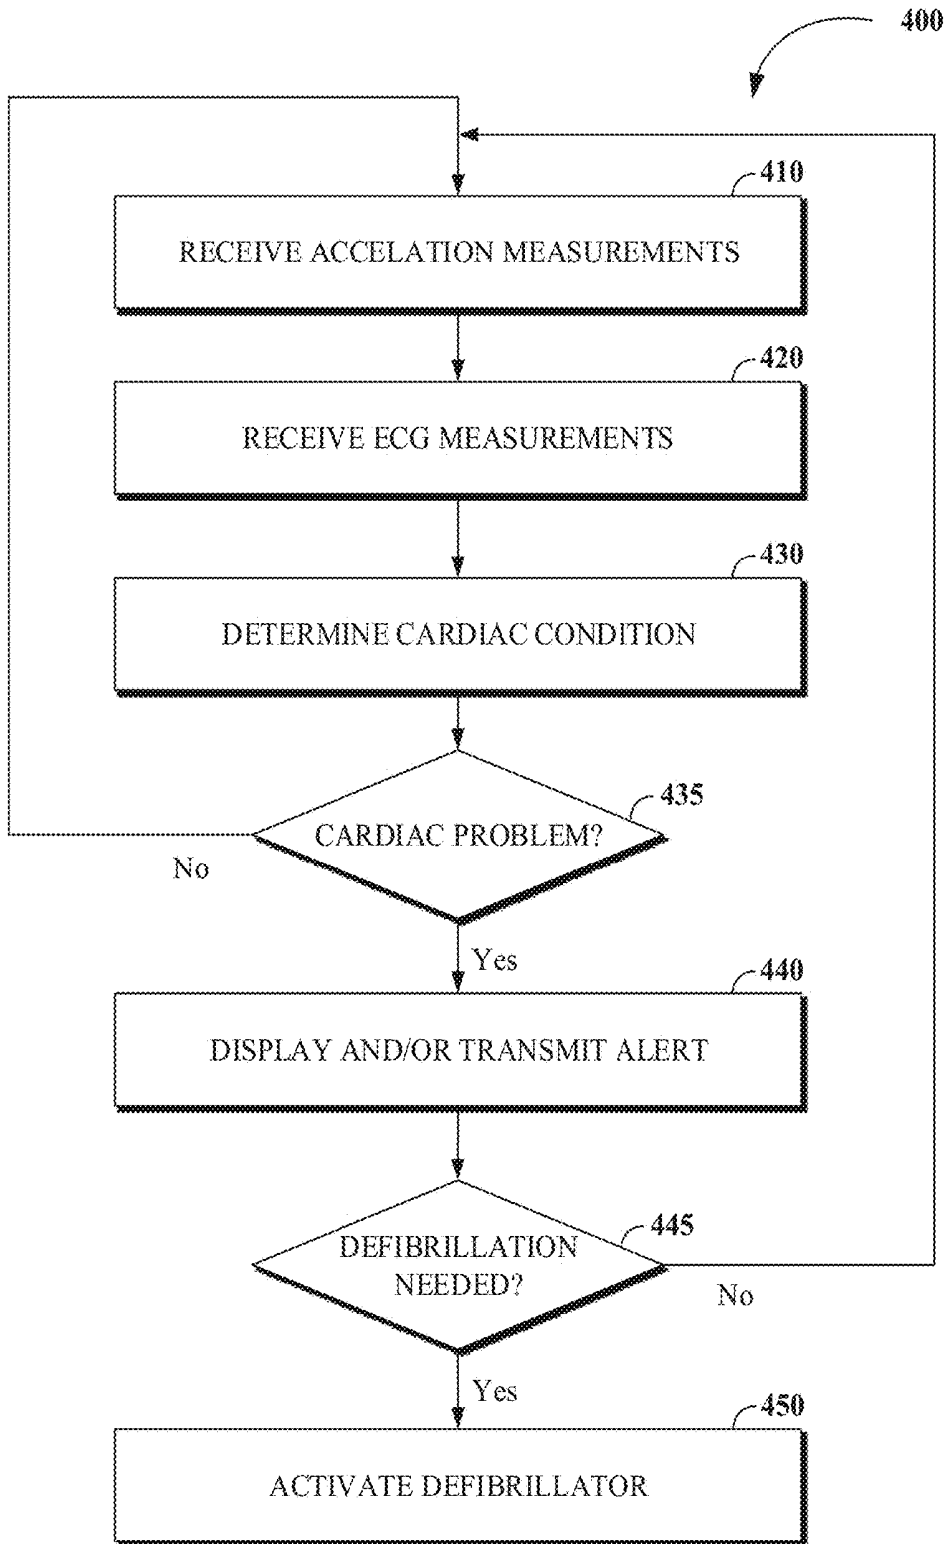 400
410
RECEIVE ACCELATION MEASUREMENTS
420
RECEIVE ECG MEASUREMENTS
430
DETERMINE CARDIAC CONDITION
435
CARDIAC PROBLEM?
No
Yes
440
DISPLAY AND/OR TRANSMIT ALERT
445
DEFIBRILLATION
NEEDED?
No
Yes
450
ACTIVATE DEFIBRILLATOR